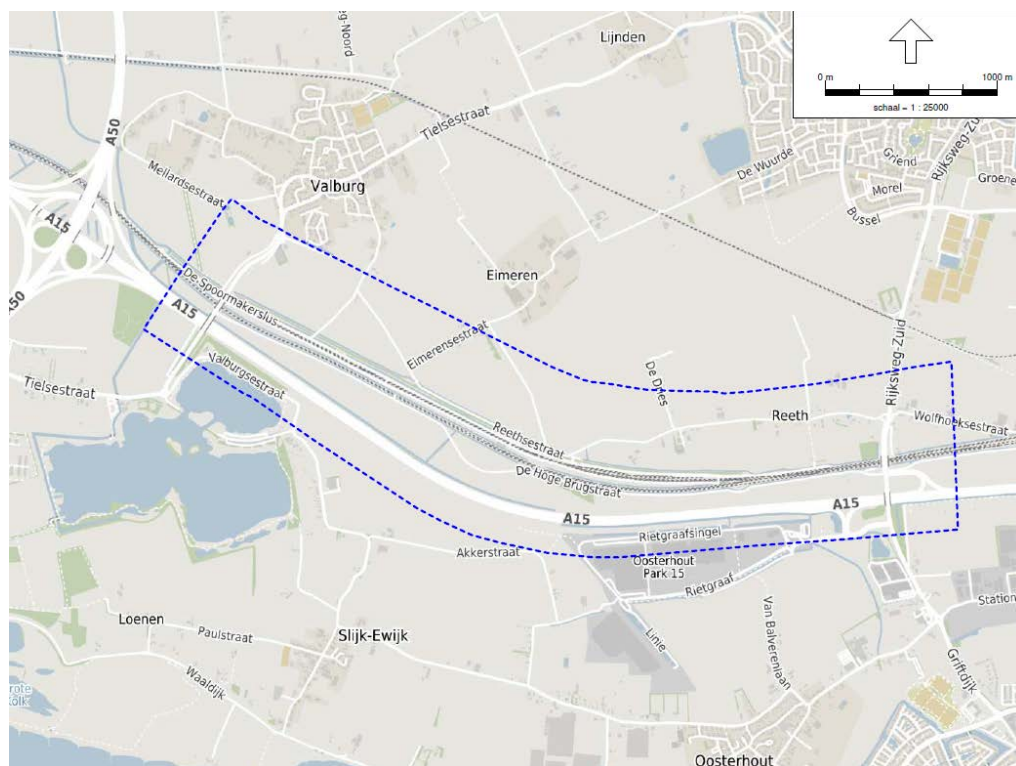 0 m
1000 m
schaal = 1 : 25000
Lijnden
A50
Tielsestraat
Rijksweg-Zuid
De Wuurde
Griend
Groene
Morel
Mellardsestraat
Valburg
Bussel
A15
De Spoormakerslus
Eimeren
A50
A15
Eimerensestraat
Rijksweg-Zuid
Valburgsestraat
De Dries
Tielsestraat
Reeth
Wolfhoeksestraat
Reethsestraat
De Hoge Brugstraat
A15
A15
Rietgraafsingel
Akkerstraat
Oosterhout
Park 15
Rietgraaf
Station
Loenen
Paulstraat
Slijk-Ewijk
Linie
Van Balverenlaan
Waaldijk
Griftdijk
Kolk
Oosterhout